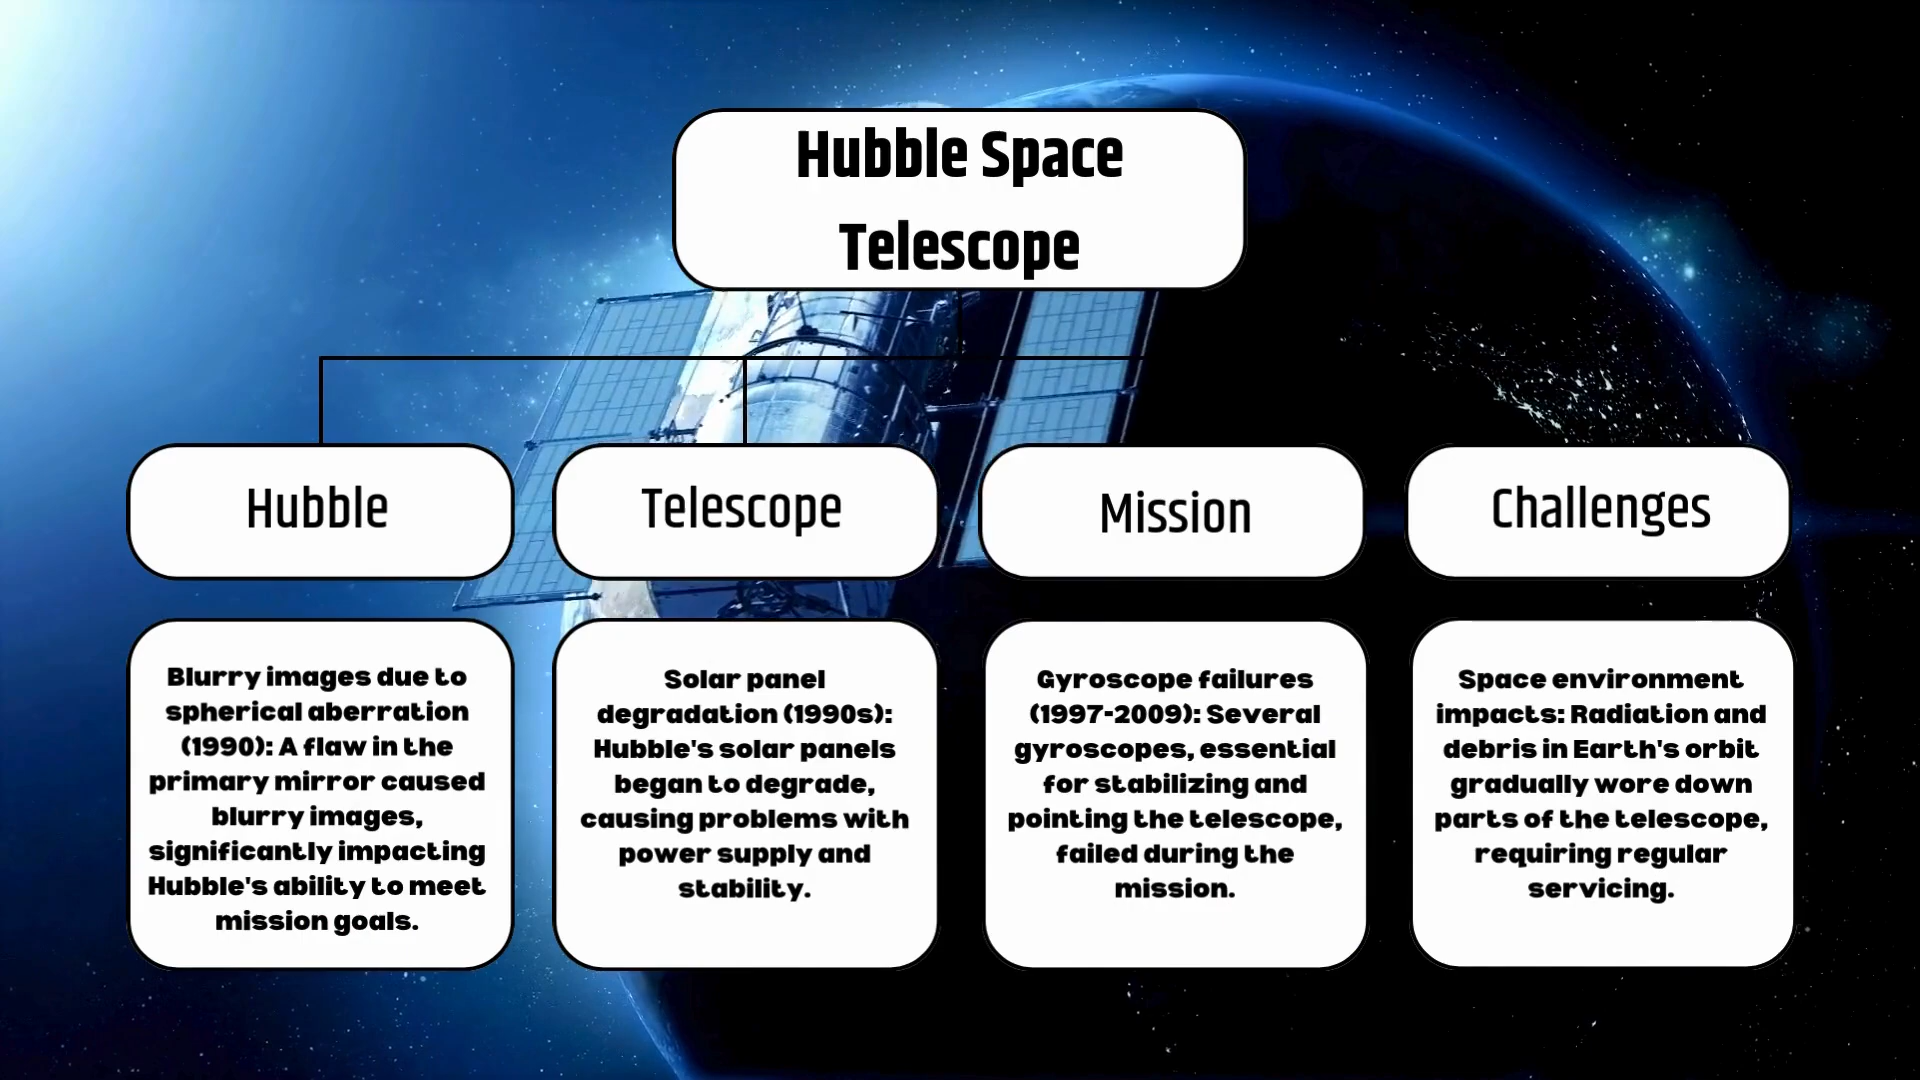 Hubble Space
Telescope
Hubble
Telescope
Mission
Challenges
Blurry images due to
spherical aberration
(1990): A flaw in the
primary mirror caused
blurry images,
significantly impacting
Hubble's ability to meet
mission goals.
Solar panel
degradation (1990s):
Hubble's solar panels
began to degrade,
causing problems with
power supply and
stability.
Gyroscope failures
(1997-2009): Several
gyroscopes, essential
for stabilizing and
pointing the telescope,
failed during the
mission.
Space environment
impacts: Radiation and
debris in Earth's orbit
gradually wore down
parts of the telescope,
requiring regular
servicing.